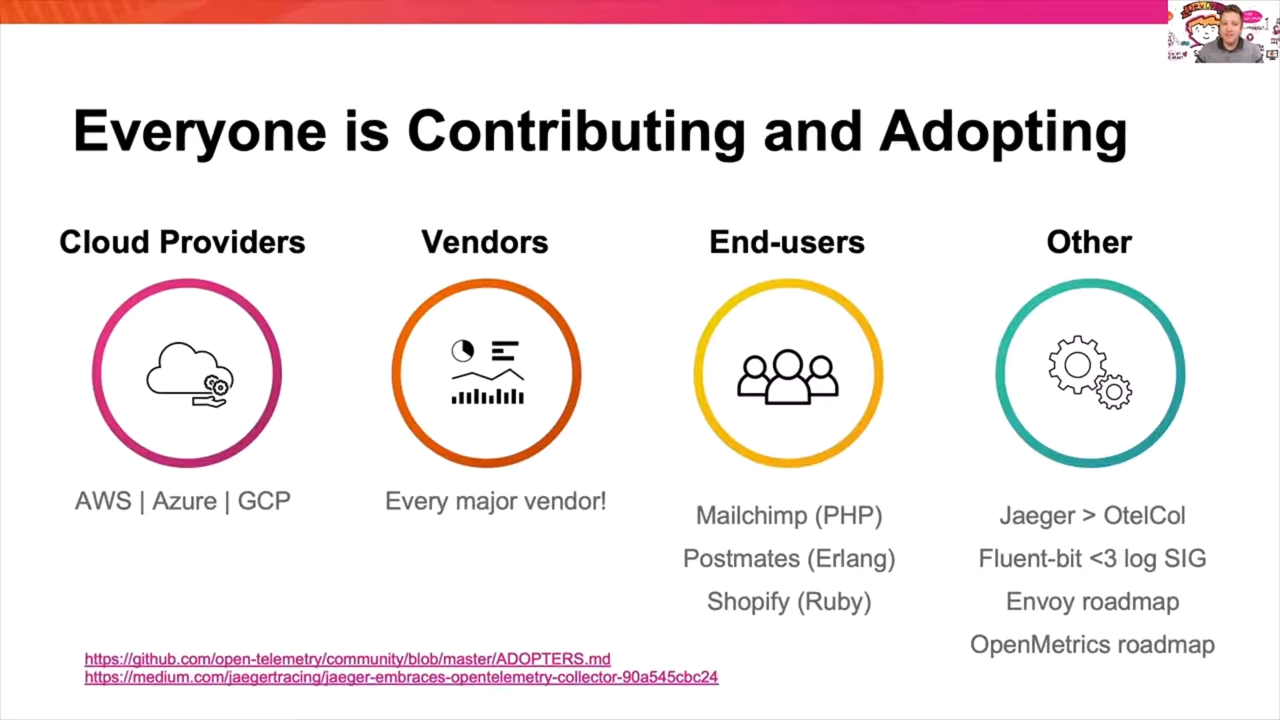 Everyone is Contributing and Adopting
Cloud Providers
Vendors
End-users
Other
AWS | Azure | GCP
Every major vendor!
Mailchimp (PHP)
Postmates (Erlang)
Shopify (Ruby)
Jaeger > OtelCol
Fluent-bit <3 log SIG
Envoy roadmap
OpenMetrics roadmap
https://github.com/open-telemetry/community/blob/master/ADOPTERS.md
https://medium.com/jaegertracing/jaeger-embraces-opentelemetry-collector-90a545cbc24